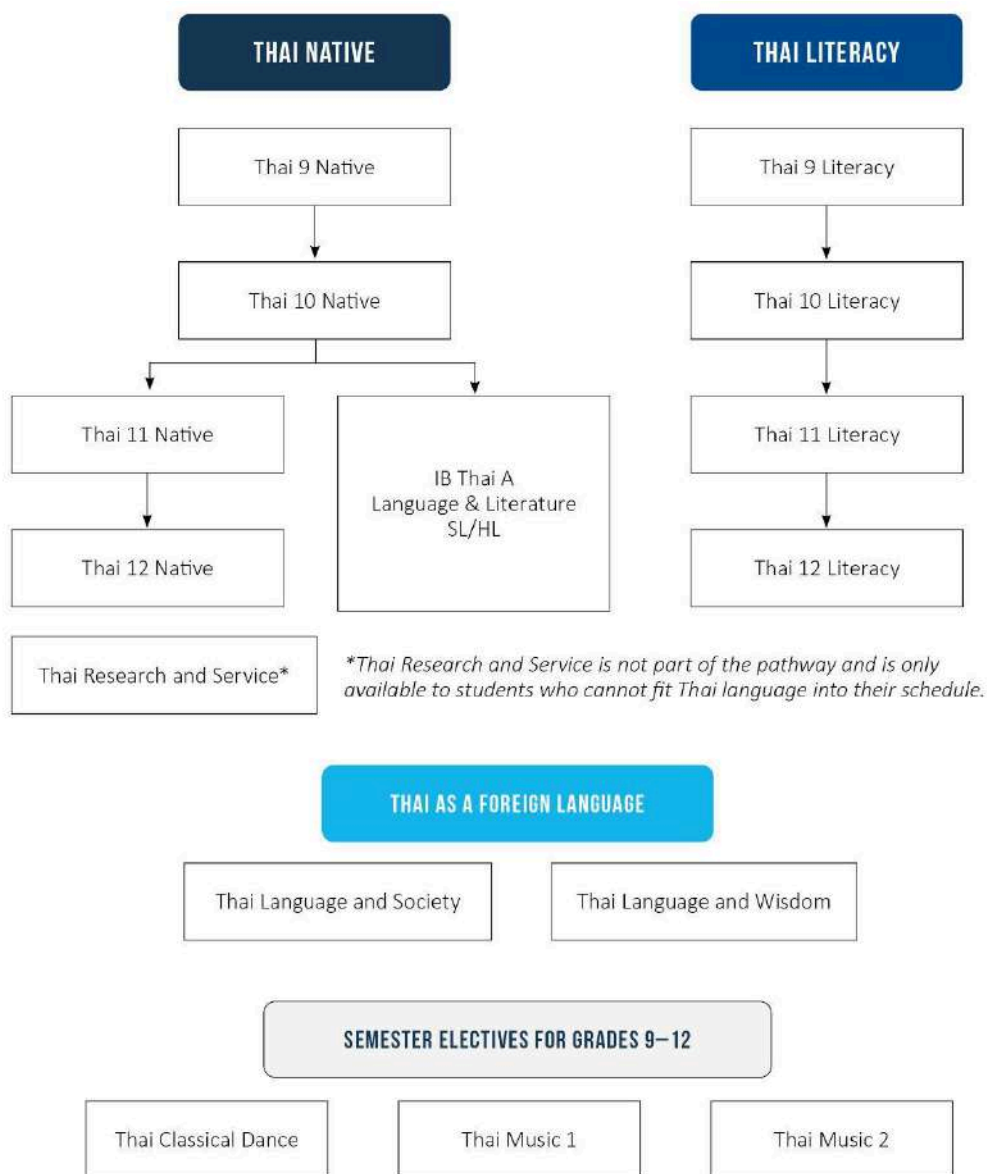 THAI NATIVE
THAI LITERACY
Thai 9 Native
Thai 9 Literacy
Thai 10 Native
Thai 10 Literacy
Thai 11 Native
IB Thai A
Language & Literature
SL/HL
Thai 11 Literacy
Thai 12 Native
Thai 12 Literacy
Thai Research and Service*
*Thai Research and Service is not part of the pathway and is only
available to students who cannot fit Thai language into their schedule.
THAI AS A FOREIGN LANGUAGE
Thai Language and Society
Thai Language and Wisdom
SEMESTER ELECTIVES FOR GRADES 9–12
Thai Classical Dance
Thai Music 1
Thai Music 2